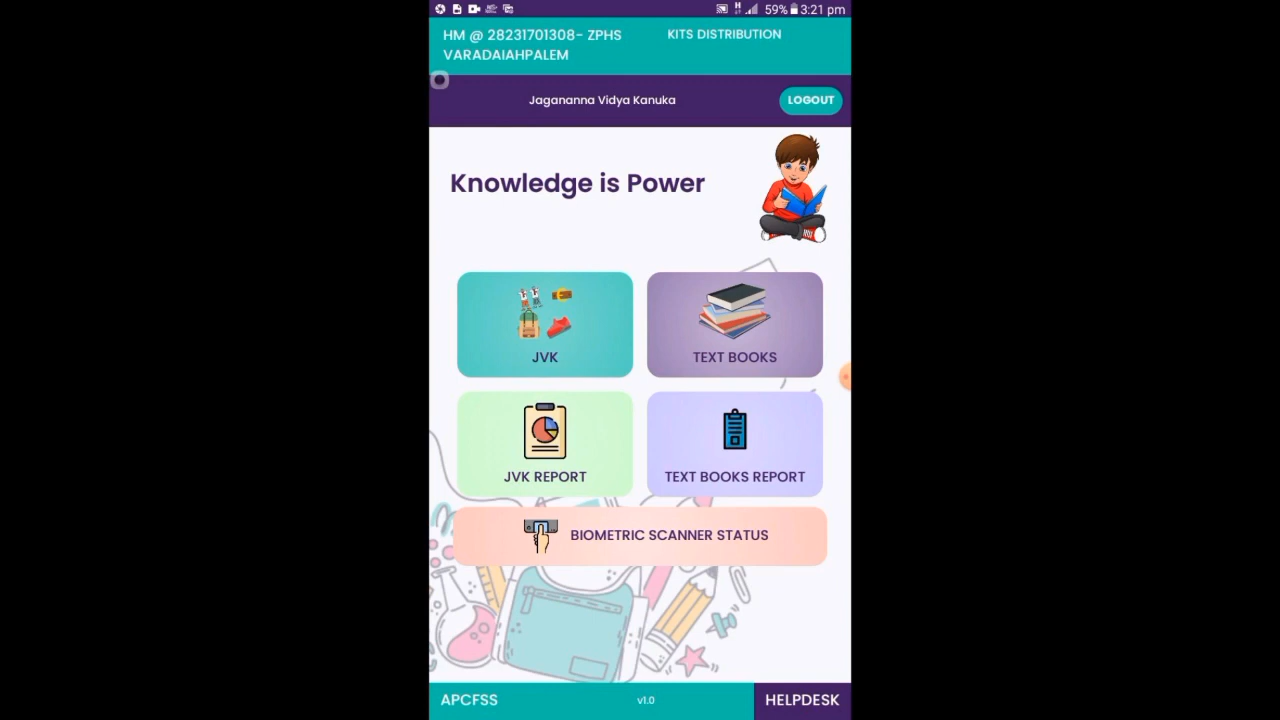 59% 3:21 pm
HM @ 28231701308- ZPHS
VARADAIAHPALEM
KITS DISTRIBUTION
Jagananna Vidya Kanuka
LOGOUT
Knowledge is Power
JVK
TEXT BOOKS
JVK REPORT
TEXT BOOKS REPORT
BIOMETRIC SCANNER STATUS
APCFSS
v1.0
HELPDESK